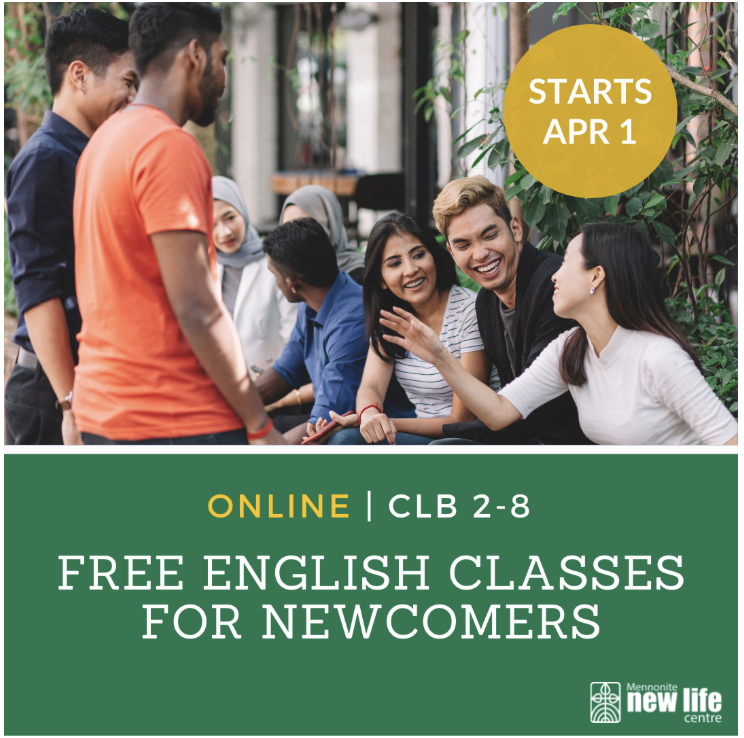 STARTS
APR 1
ONLINE | CLB 2-8
FREE ENGLISH CLASSES
FOR NEWCOMERS
Mennonite
new life
centre